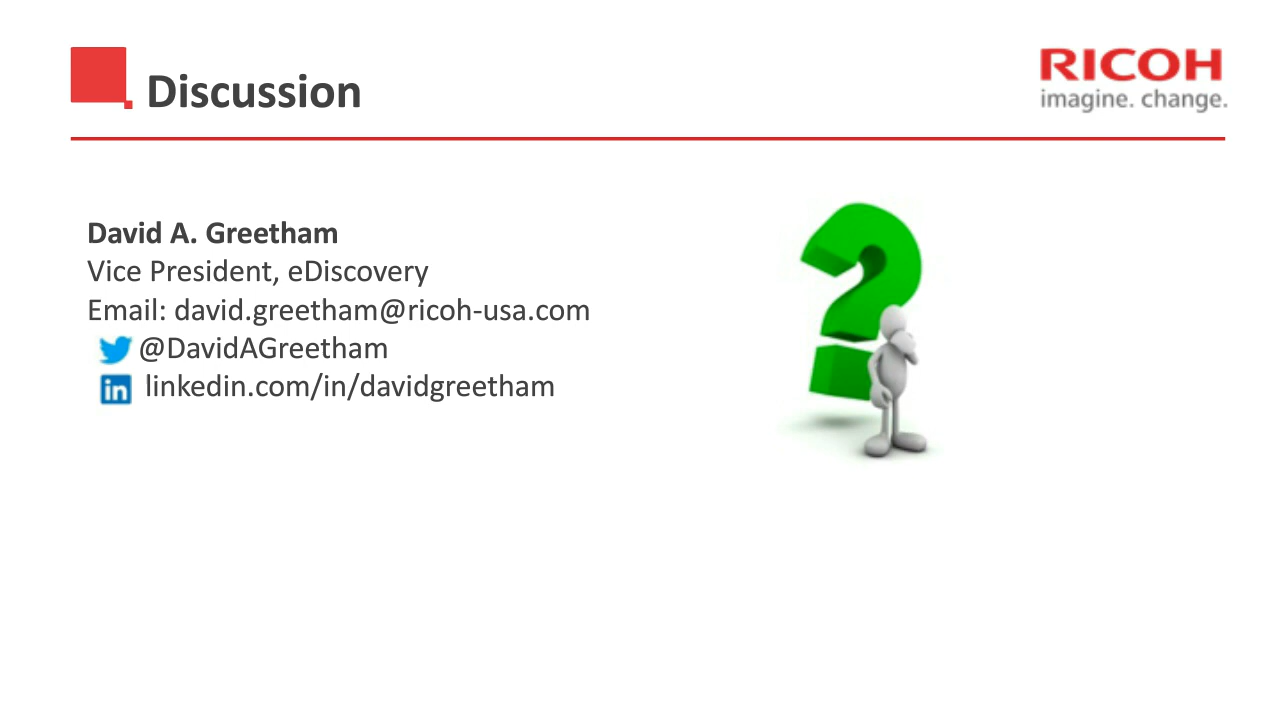 Discussion
RICOH
imagine. change.
David A. Greetham
Vice President, eDiscovery
Email: david.greetham@ricoh-usa.com
@DavidAGreetham
in linkedin.com/in/davidgreetham